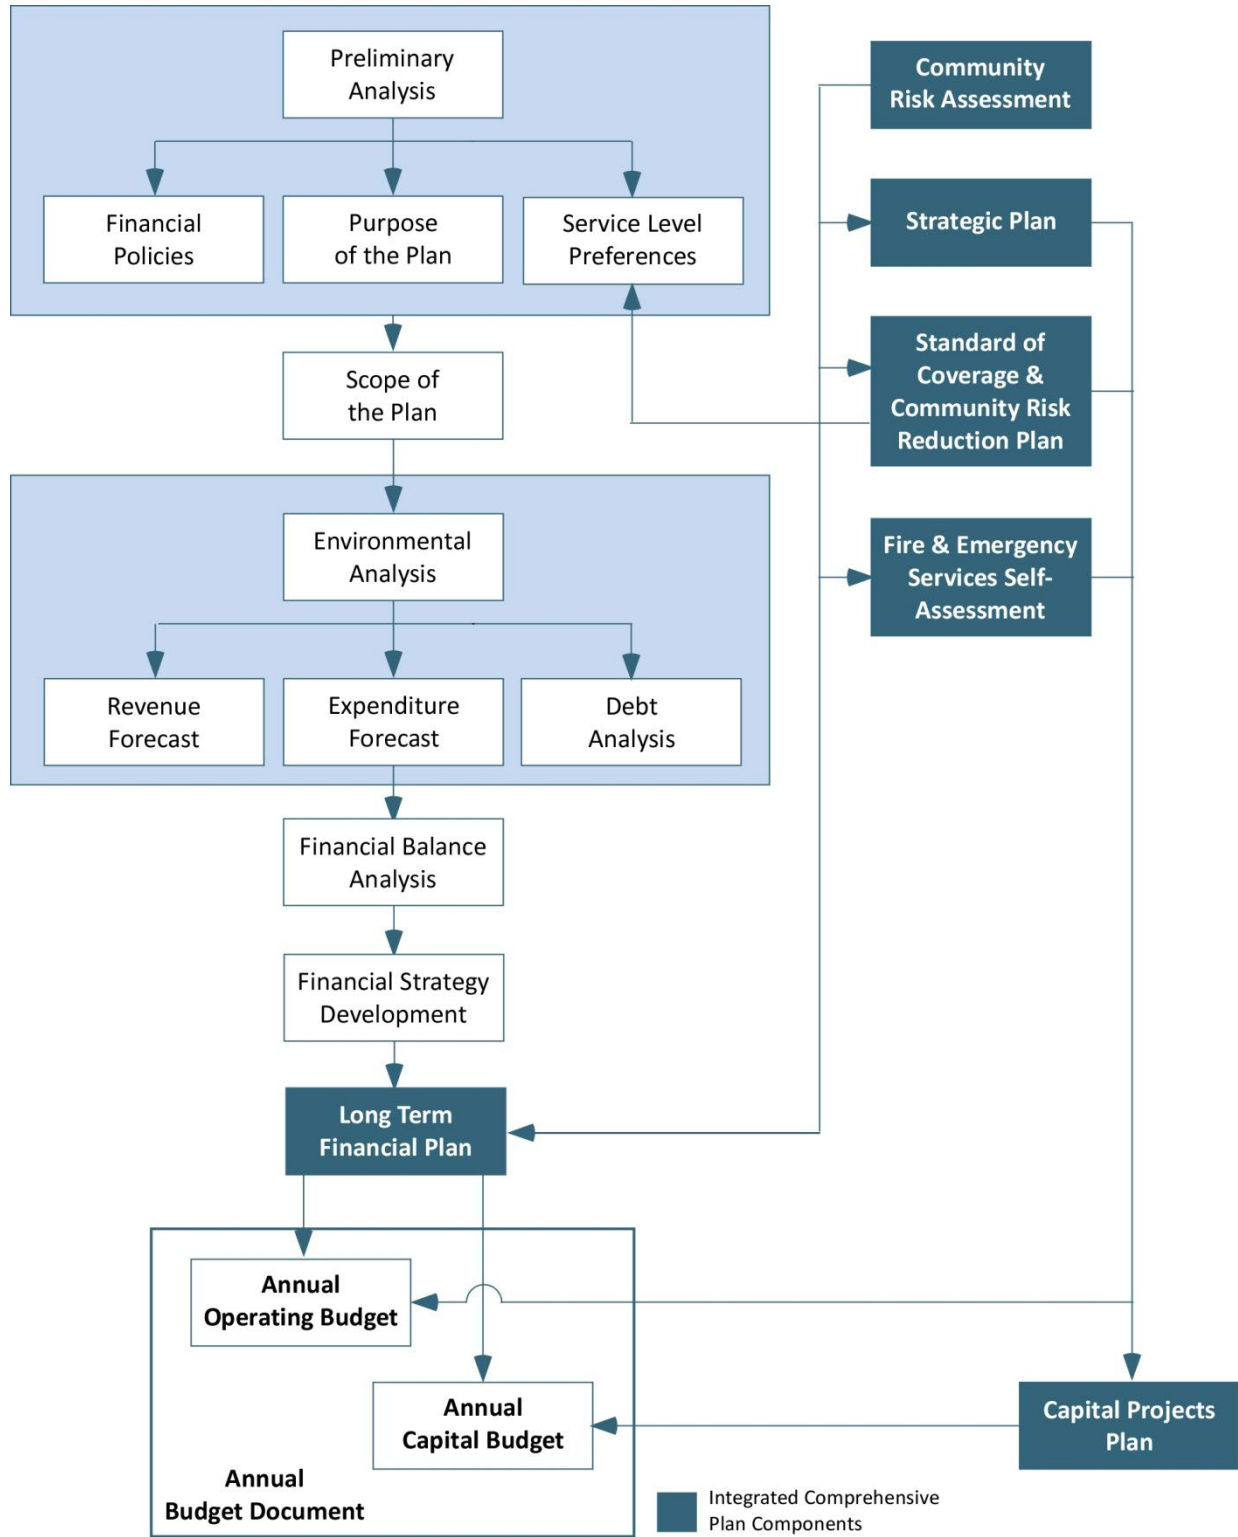 Preliminary
Analysis
Financial
Policies
Purpose
of the Plan
Service Level
Preferences
Scope of
the Plan
Environmental
Analysis
Revenue
Forecast
Expenditure
Forecast
Debt
Analysis
Financial Balance
Analysis
Financial Strategy
Development
Long Term
Financial Plan
Annual
Operating Budget
Annual
Capital Budget
Annual
Budget Document
Community
Risk Assessment
Strategic Plan
Standard of
Coverage &
Community Risk
Reduction Plan
Fire & Emergency
Services Self-
Assessment
Capital Projects
Plan
Integrated Comprehensive
Plan Components